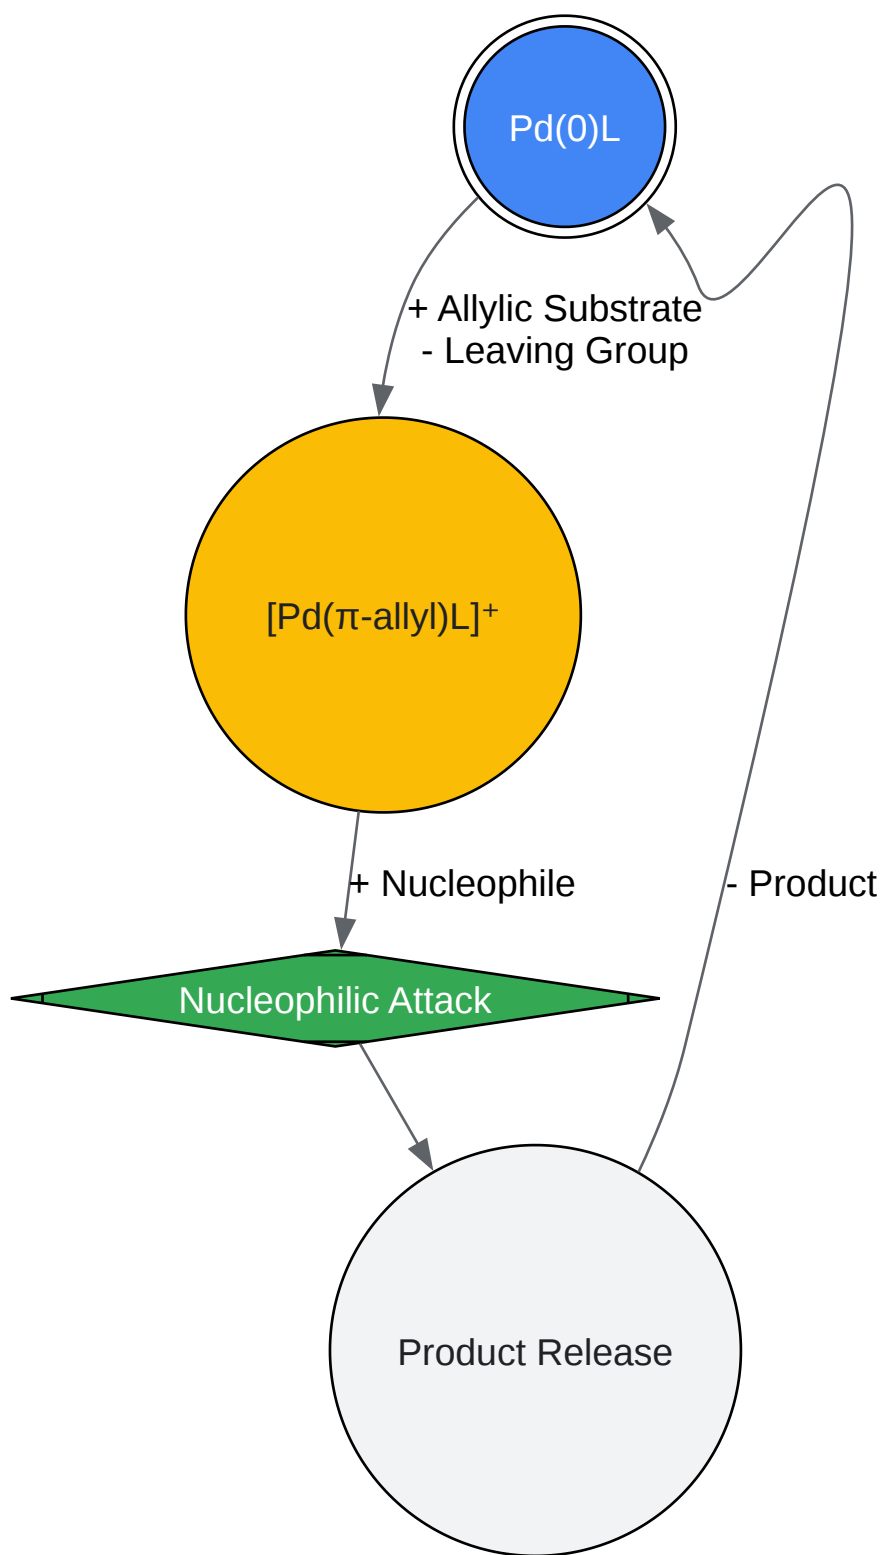 Pd(0)L
+ Allylic Substrate
- Leaving Group
[Pd(π-allyl)L]⁺
+ Nucleophile
- Product
Nucleophilic Attack
Product Release